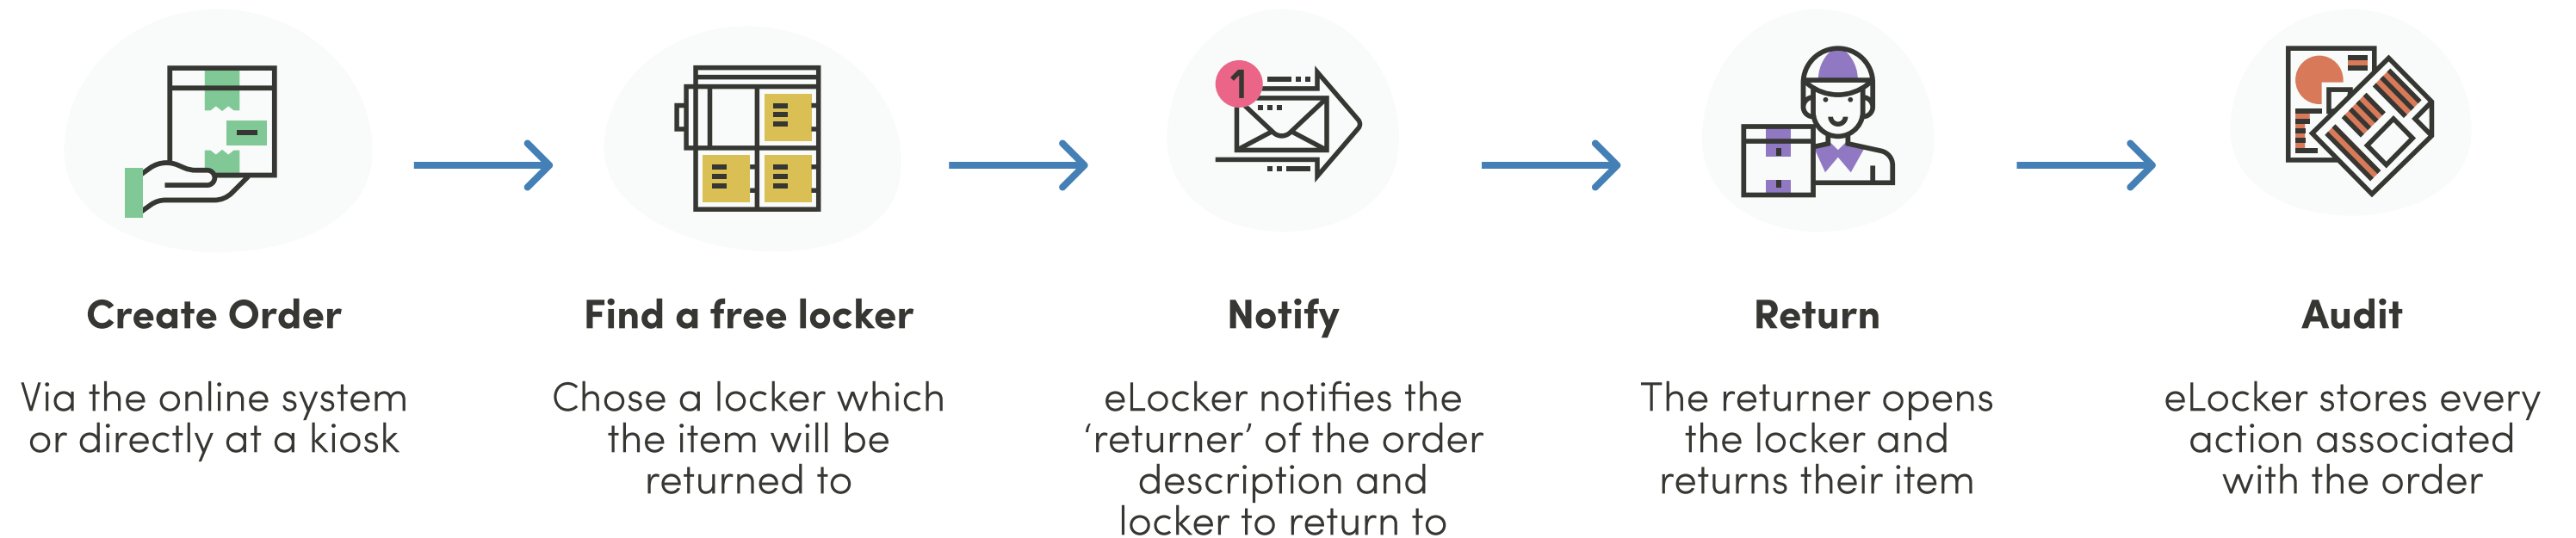 1
Create Order
Via the online system
or directly at a kiosk
Find a free locker
Chose a locker which
the item will be
returned to
Notify
eLocker notifies the
‘returner’ of the order
description and
locker to return to
Return
The returner opens
the locker and
returns their item
Audit
eLocker stores every
action associated
with the order